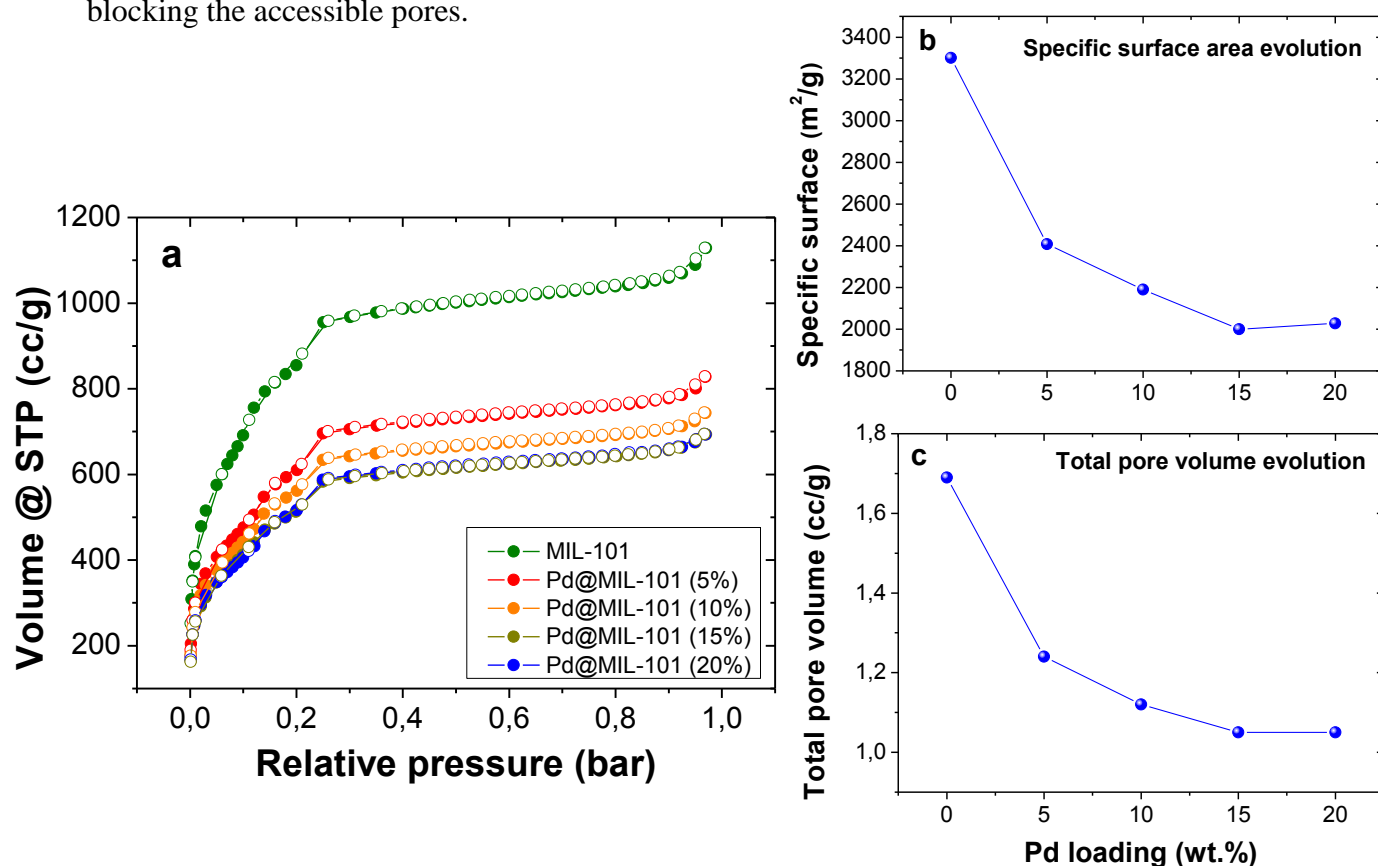 blocking the accessible pores.
a
Volume @ STP (cc/g)
1200
1000
800
600
400
200
0,0 0,2 0,4 0,6 0,8 1,0
Relative pressure (bar)
MIL-101
Pd@MIL-101 (5%)
Pd@MIL-101 (10%)
Pd@MIL-101 (15%)
Pd@MIL-101 (20%)
b
Specific surface area evolution
Specific surface (m²/g)
3400
3200
3000
2800
2600
2400
2200
2000
1800
0 5 10 15 20
c
Total pore volume evolution
Total pore volume (cc/g)
1,8
1,6
1,4
1,2
1,0
0 5 10 15 20
Pd loading (wt.%)